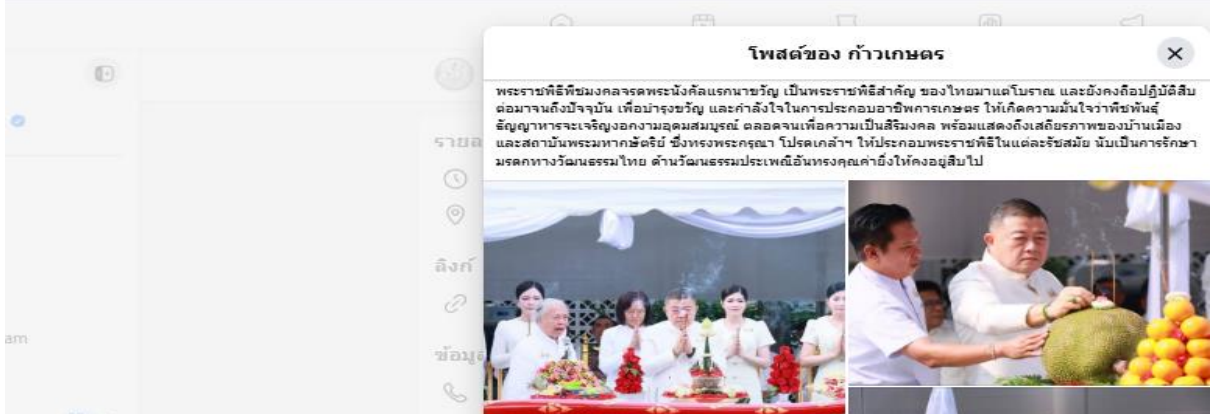 โพสต์ของ ก้าวเกษตร
พระราชพิธีพืชมงคลจรดพระนังคัลแรกนาขวัญ เป็นพระราชพิธีสำคัญ ของไทยมาแต่โบราณ และยังคงถือปฏิบัติสืบ
ต่อมาจนถึงปัจจุบัน เพื่อบำรุงขวัญ และกำลังใจในการประกอบอาชีพการเกษตร ให้เกิดความมั่นใจว่าพืชพันธุ์
ธัญญาหารจะเจริญงอกงามอุดมสมบูรณ์ ตลอดจนเพื่อความเป็นสิริมงคล พร้อมแสดงถึงเสถียรภาพของบ้านเมือง
และสถาบันพระมหากษัตริย์ ซึ่งทรงพระกรุณา โปรดเกล้าฯ ให้ประกอบพระราชพิธีในแต่ละรัชสมัย นับเป็นการรักษา
มรดกทางวัฒนธรรมไทย ด้านวัฒนธรรมประเพณีอันทรงคุณค่ายิ่งให้คงอยู่สืบไป
รายล
ลิงก์
am
ข้อมูล